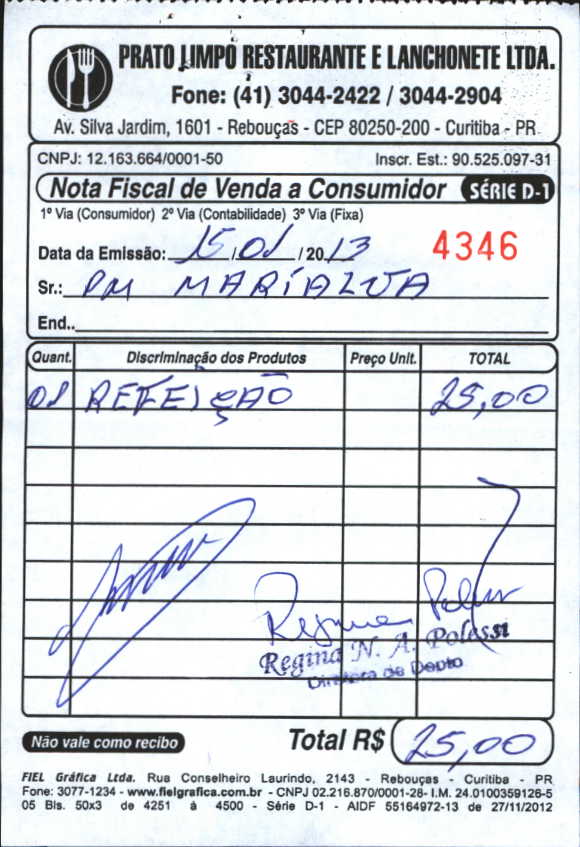 PRATO LIMPO RESTAURANTE E LANCHONETE LTDA.
Fone: (41) 3044-2422 / 3044-2904
Av. Silva Jardim, 1601 - Rebouças - CEP 80250-200 - Curitiba - PR
CNPJ: 12.163.664/0001-50 Inscr. Est.: 90.525.097-31
Nota Fiscal de Venda a Consumidor SÉRIE D-1
1º Via (Consumidor) 2º Via (Contabilidade) 3º Via (Fixa)
Data da Emissão: 15/01/2013 4346
Sr.: PM MARIALVA
End..
Quant. Discriminação dos Produtos Preço Unit. TOTAL
01 REFEIÇÃO 25,00
Regina N. A. Polessi
Diretora de Depto
Não vale como recibo Total R$ 25,00
FIEL Gráfica Ltda. Rua Conselheiro Laurindo, 2143 - Rebouças - Curitiba - PR
Fone: 3077-1234 - www.fielgrafica.com.br - CNPJ 02.216.870/0001-28- I.M. 24.0100359126-5
05 Bls. 50x3 de 4251 à 4500 - Série D-1 - AIDF 55164972-13 de 27/11/2012